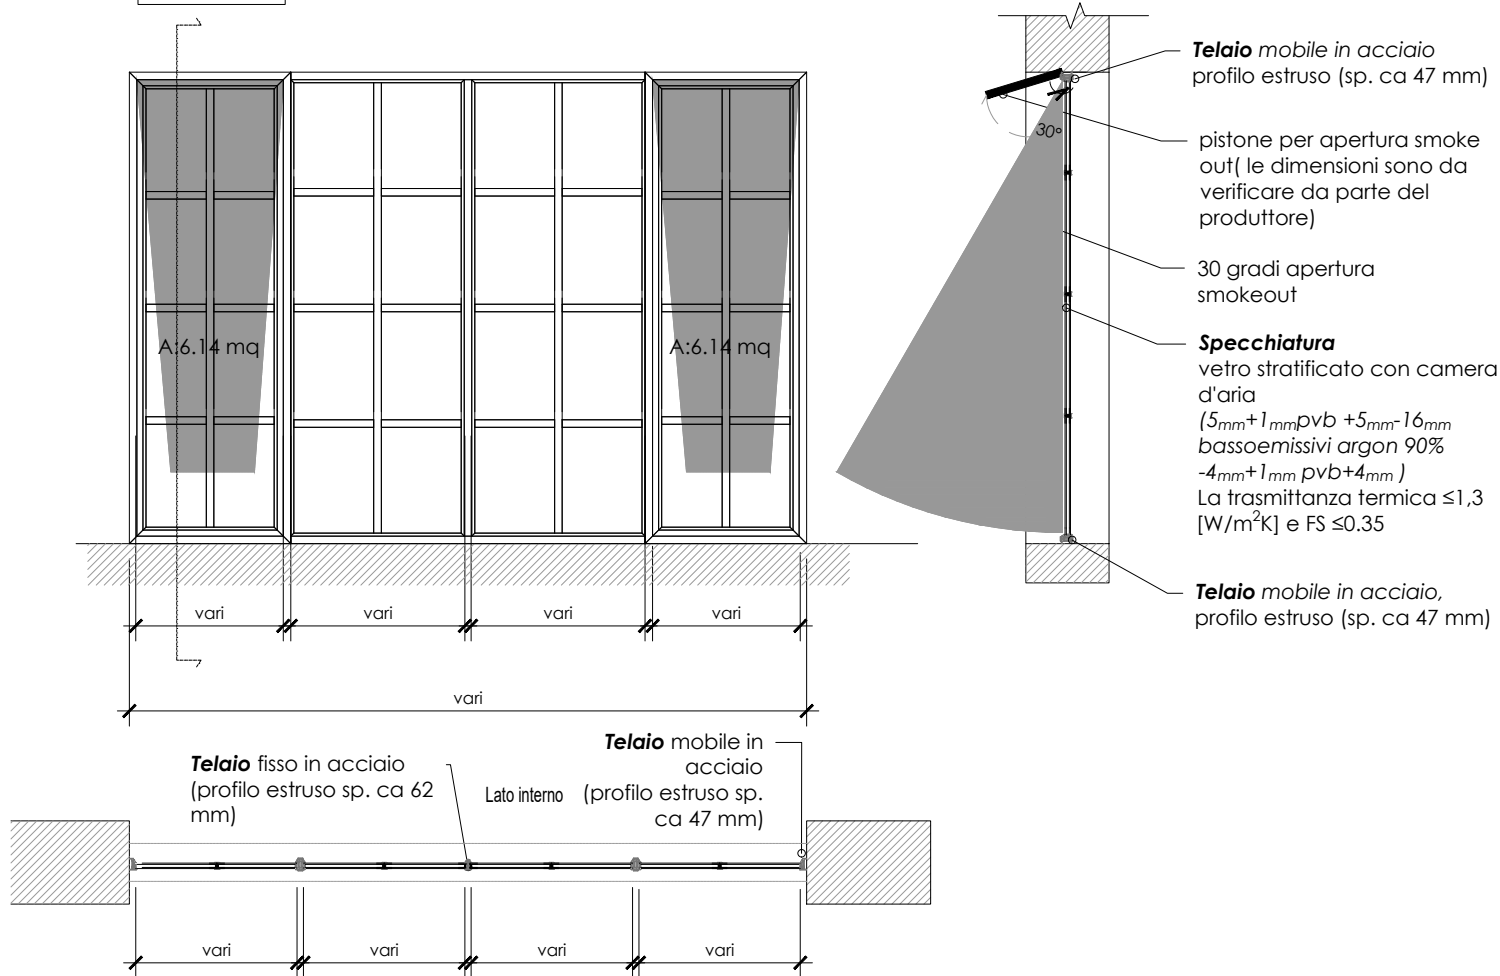 Telaio mobile in acciaio
profilo estruso (sp. ca 47 mm)
30°
pistone per apertura smoke
out( le dimensioni sono da
verificare da parte del
produttore)
30 gradi apertura
smokeout
A:6.14 mq
A:6.14 mq
Specchiatura
vetro stratificato con camera
d'aria
(5mm+1mmpvb +5mm-16mm
bassoemissivi argon 90%
-4mm+1mm pvb+4mm )
La trasmittanza termica ≤1,3
[W/m²K] e FS ≤0.35
Telaio mobile in acciaio,
profilo estruso (sp. ca 47 mm)
vari
vari
vari
vari
vari
Telaio fisso in acciaio
(profilo estruso sp. ca 62
mm)
Lato interno
Telaio mobile in
acciaio
(profilo estruso sp.
ca 47 mm)
vari
vari
vari
vari